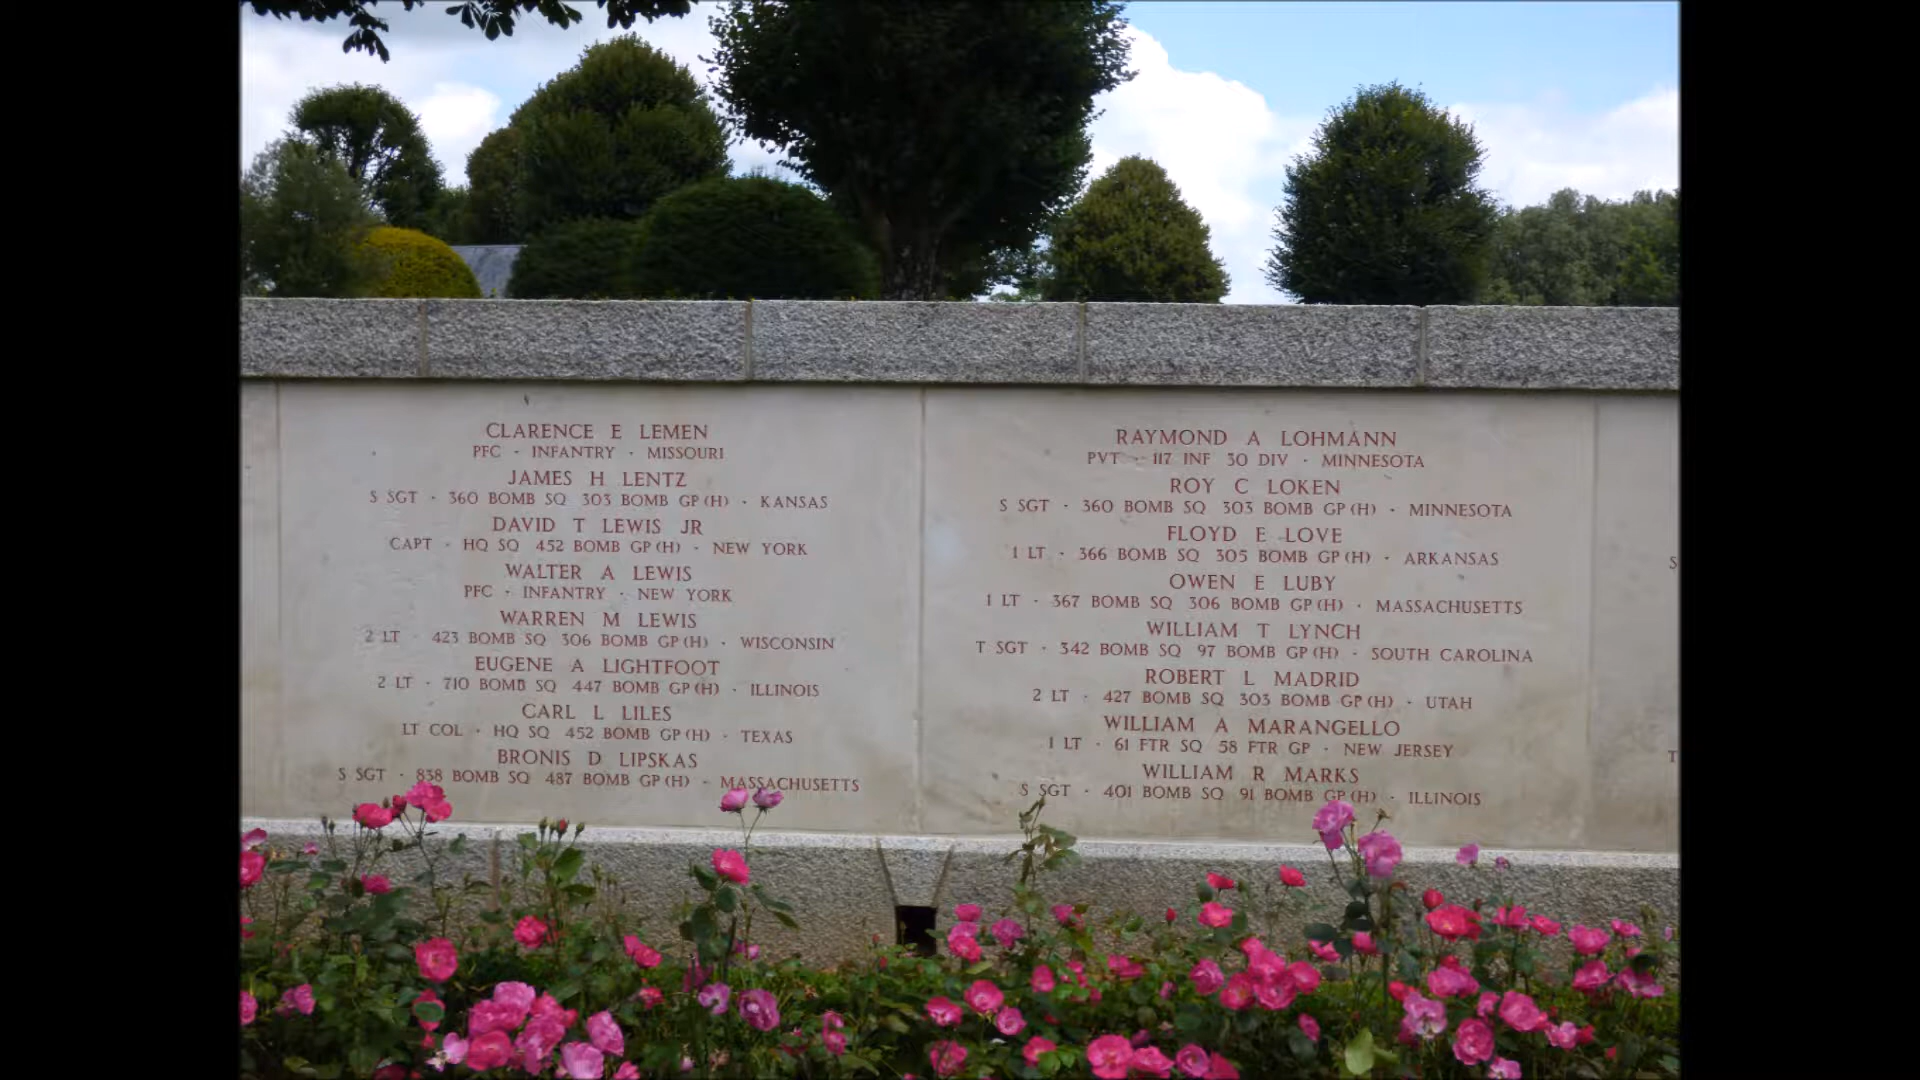 CLARENCE E LEMEN
PFC · INFANTRY · MISSOURI
JAMES H LENTZ
S SGT · 360 BOMB SQ 303 BOMB GP (H) · KANSAS
DAVID T LEWIS JR
CAPT · HQ SQ 452 BOMB GP (H) · NEW YORK
WALTER A LEWIS
PFC · INFANTRY · NEW YORK
WARREN M LEWIS
2 LT · 423 BOMB SQ 306 BOMB GP (H) · WISCONSIN
EUGENE A LIGHTFOOT
2 LT · 710 BOMB SQ 447 BOMB GP (H) · ILLINOIS
CARL L LILES
LT COL · HQ SQ 452 BOMB GP (H) · TEXAS
BRONIS D LIPSKAS
S SGT · 838 BOMB SQ 487 BOMB GP (H) · MASSACHUSETTS
RAYMOND A LOHMANN
PVT · 117 INF 30 DIV · MINNESOTA
ROY C LOKEN
S SGT · 360 BOMB SQ 303 BOMB GP (H) · MINNESOTA
FLOYD E LOVE
1 LT · 366 BOMB SQ 305 BOMB GP (H) · ARKANSAS
OWEN E LUBY
1 LT · 367 BOMB SQ 306 BOMB GP (H) · MASSACHUSETTS
WILLIAM T LYNCH
T SGT · 342 BOMB SQ 97 BOMB GP (H) · SOUTH CAROLINA
ROBERT L MADRID
2 LT · 427 BOMB SQ 303 BOMB GP (H) · UTAH
WILLIAM A MARANGELLO
1 LT · 61 FTR SQ 58 FTR GP · NEW JERSEY
WILLIAM R MARKS
S SGT · 401 BOMB SQ 91 BOMB GP (H) · ILLINOIS
S
T